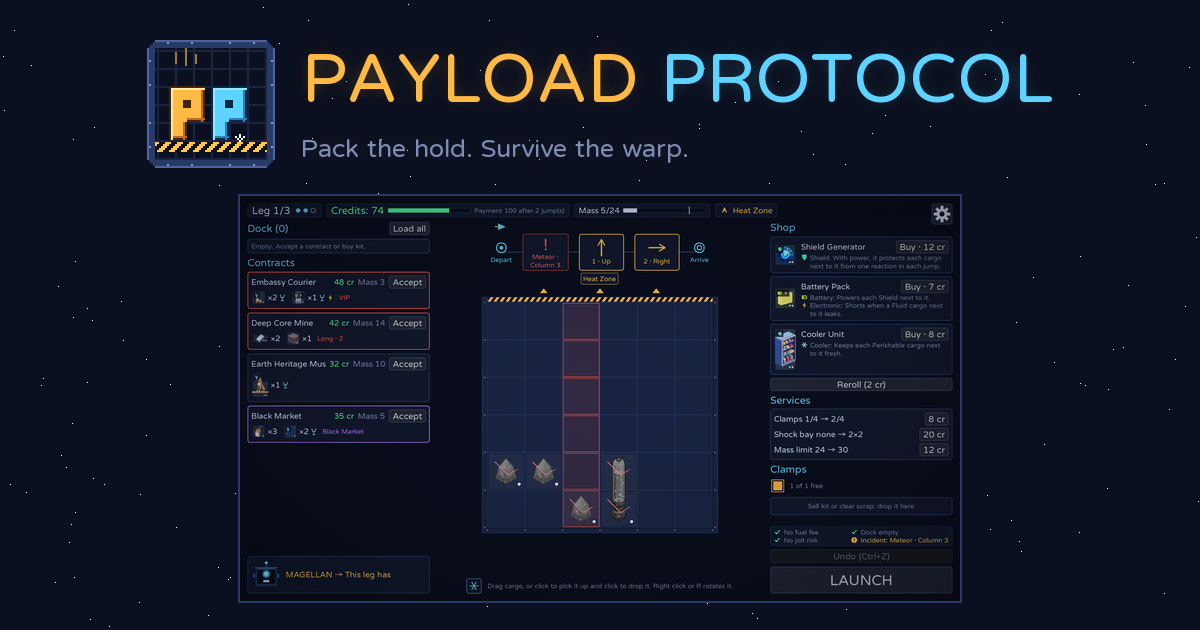 PAYLOAD PROTOCOL
Pack the hold. Survive the warp.
Leg 1/3
Credits: 74
Payment 100 after 2 jump(s)
Mass 5/24
Heat Zone
Dock (0)
Load all
Empty. Accept a contract or buy kit.
Contracts
Embassy Courier 48 cr Mass 3 Accept
×2 ×1 VIP
Deep Core Mine 42 cr Mass 14 Accept
×2 ×1 Long · 2
Earth Heritage Mus 32 cr Mass 10 Accept
×1
Black Market 35 cr Mass 5 Accept
×3 ×2 Black Market
MAGELLAN → This leg has
Depart
!
Meteor ·
Column 3
1 · Up
2 · Right
Arrive
Heat Zone
Drag cargo, or click to pick it up and click to drop it. Right click or R rotates it.
Shop
Shield Generator Buy · 12 cr
Shield: With power, it protects each cargo
next to it from one reaction in each jump.
Battery Pack Buy · 7 cr
Battery: Powers each Shield next to it.
Electronic: Shorts when a Fluid cargo next
to it leaks.
Cooler Unit Buy · 8 cr
Cooler: Keeps each Perishable cargo next
to it fresh.
Reroll (2 cr)
Services
Clamps 1/4 → 2/4 8 cr
Shock bay none → 2×2 20 cr
Mass limit 24 → 30 12 cr
Clamps
1 of 1 free
Sell kit or clear scrap: drop it here
No fuel fee
Dock empty
No jolt risk
Incident: Meteor · Column 3
Undo (Ctrl+Z)
LAUNCH